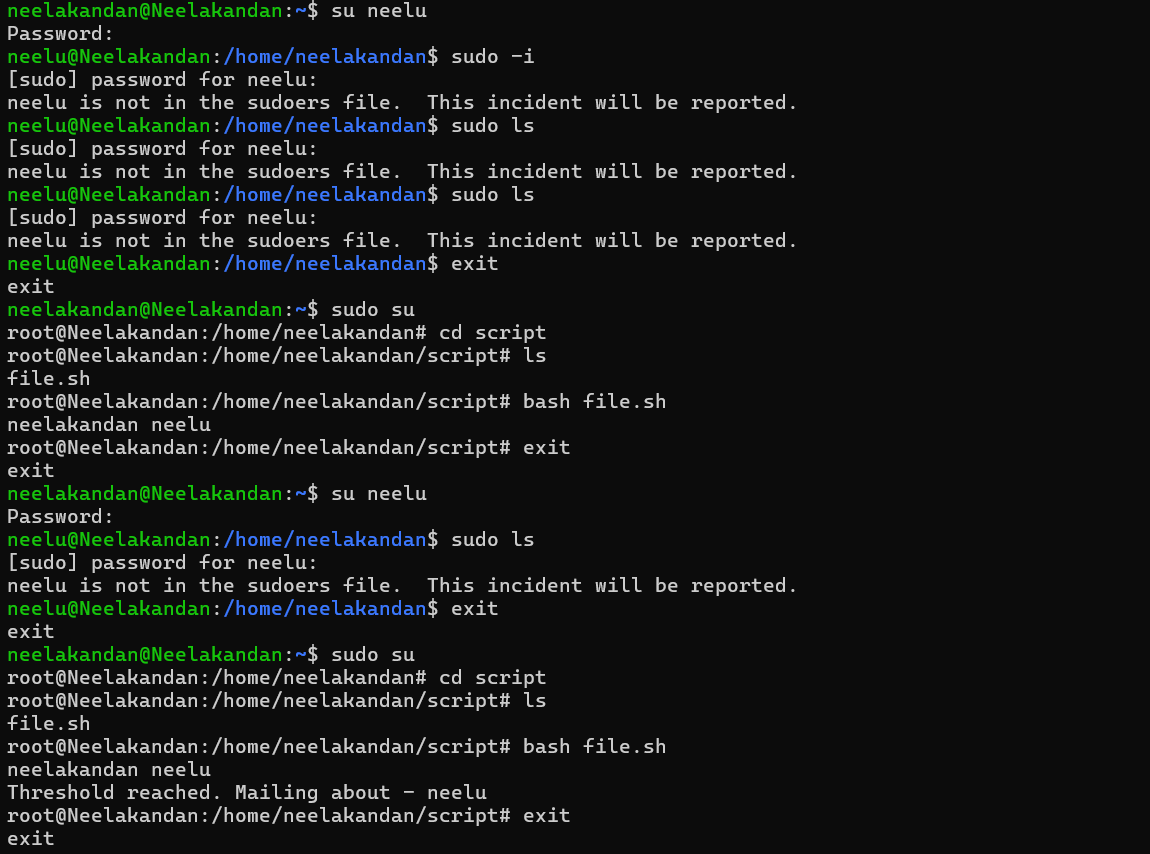 neelakandan@Neelakandan:~$ su neelu
Password:
neelu@Neelakandan:/home/neelakandan$ sudo -i
[sudo] password for neelu:
neelu is not in the sudoers file.  This incident will be reported.
neelu@Neelakandan:/home/neelakandan$ sudo ls
[sudo] password for neelu:
neelu is not in the sudoers file.  This incident will be reported.
neelu@Neelakandan:/home/neelakandan$ sudo ls
[sudo] password for neelu:
neelu is not in the sudoers file.  This incident will be reported.
neelu@Neelakandan:/home/neelakandan$ exit
exit
neelakandan@Neelakandan:~$ sudo su
root@Neelakandan:/home/neelakandan# cd script
root@Neelakandan:/home/neelakandan/script# ls
file.sh
root@Neelakandan:/home/neelakandan/script# bash file.sh
neelakandan neelu
root@Neelakandan:/home/neelakandan/script# exit
exit
neelakandan@Neelakandan:~$ su neelu
Password:
neelu@Neelakandan:/home/neelakandan$ sudo ls
[sudo] password for neelu:
neelu is not in the sudoers file.  This incident will be reported.
neelu@Neelakandan:/home/neelakandan$ exit
exit
neelakandan@Neelakandan:~$ sudo su
root@Neelakandan:/home/neelakandan# cd script
root@Neelakandan:/home/neelakandan/script# ls
file.sh
root@Neelakandan:/home/neelakandan/script# bash file.sh
neelakandan neelu
Threshold reached. Mailing about - neelu
root@Neelakandan:/home/neelakandan/script# exit
exit